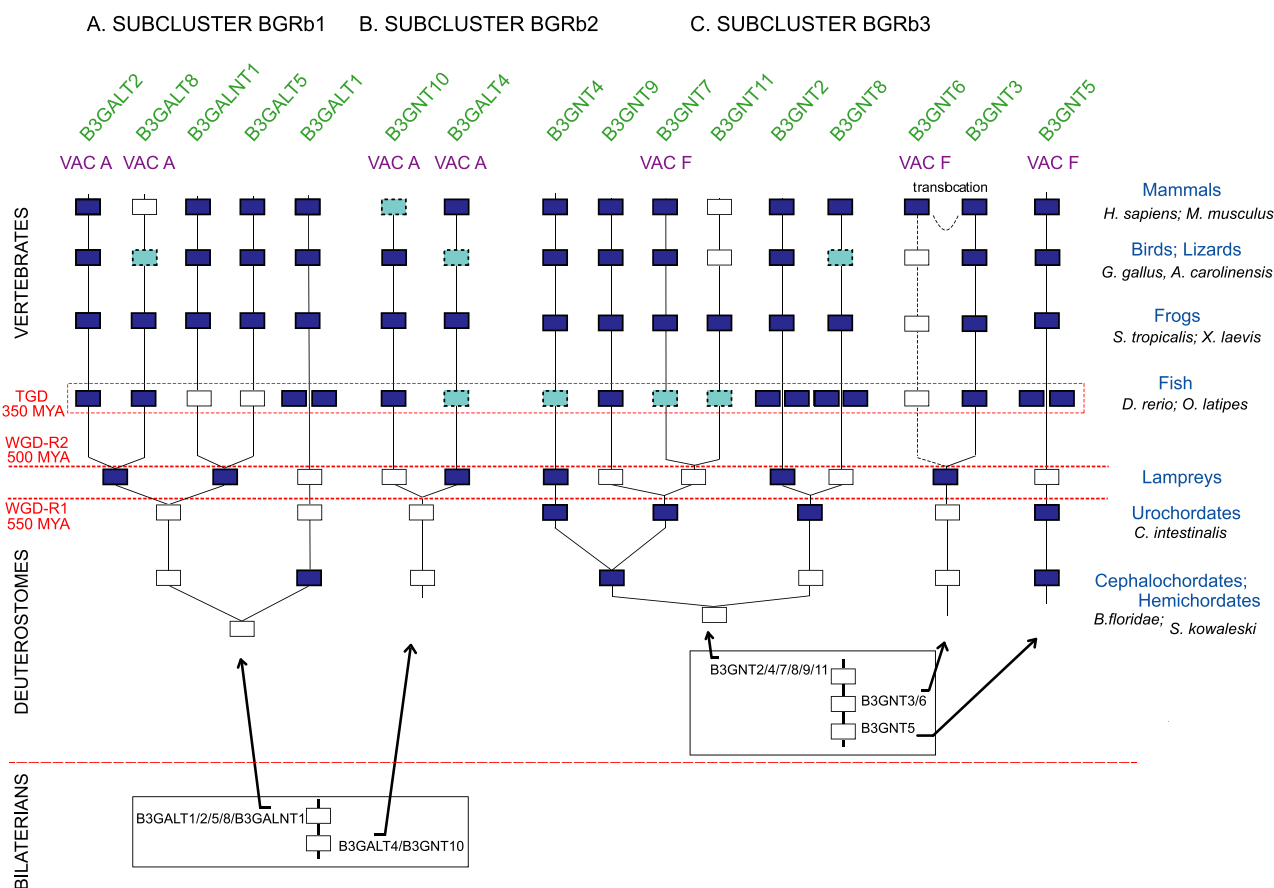 A. SUBCLUSTER BGRb1
B. SUBCLUSTER BGRb2
C. SUBCLUSTER BGRb3
B3GALT2
B3GALT8
B3GALNT1
B3GALT5
B3GALT1
B3GNT10
B3GALT4
B3GNT4
B3GNT9
B3GNT7
B3GNT11
B3GNT2
B3GNT8
B3GNT6
B3GNT3
B3GNT5
VAC A
VAC A
VAC A
VAC A
VAC F
VAC F
VAC F
VERTEBRATES
transbcation
Mammals
H. sapiens; M. musculus
Birds; Lizards
G. gallus, A. carolinensis
Frogs
S. tropicalis; X. laevis
TGD
350 MYA
Fish
D. rerio; O. latipes
WGD-R2
500 MYA
Lampreys
WGD-R1
550 MYA
Urochordates
C. intestinalis
DEUTEROSTOMES
Cephalochordates;
Hemichordates
B.floridae;
S. kowaleski
B3GNT2/4/7/8/9/11
B3GNT3/6
B3GNT5
BILATERIANS
B3GALT1/2/5/8/B3GALNT1
B3GALT4/B3GNT10